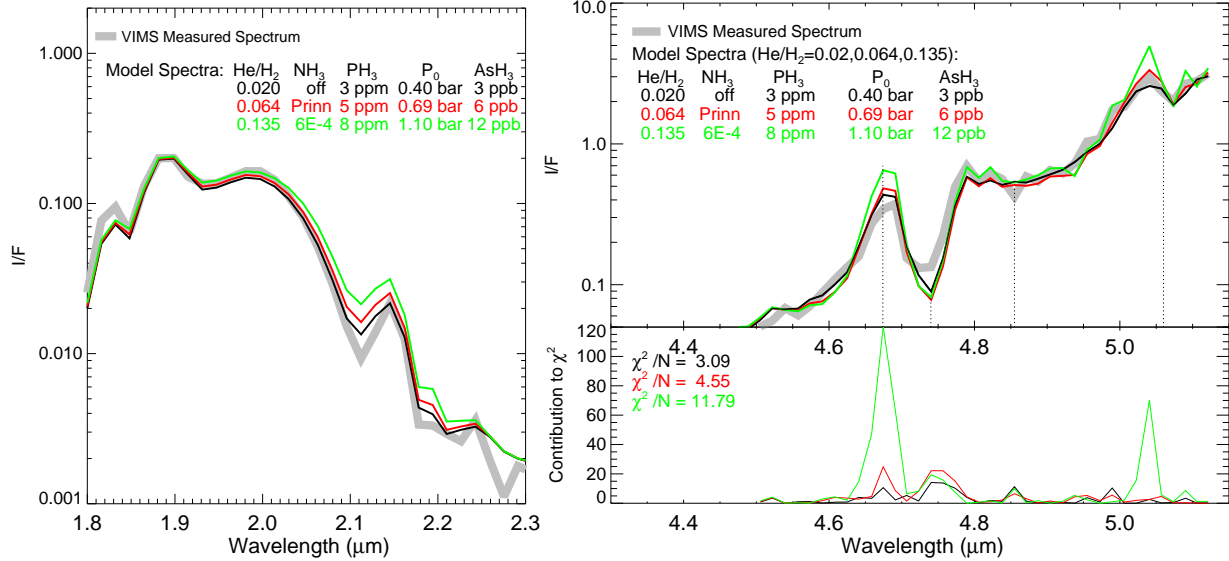 VIMS Measured Spectrum
Model Spectra: He/H₂ NH₃ PH₃ P₀ AsH₃
0.020 off 3 ppm 0.40 bar 3 ppb
0.064 Prinn 5 ppm 0.69 bar 6 ppb
0.135 6E-4 8 ppm 1.10 bar 12 ppb
1.000
0.100
0.010
0.001
I/F
1.8 1.9 2.0 2.1 2.2 2.3
Wavelength (μm)
VIMS Measured Spectrum
Model Spectra (He/H₂=0.02,0.064,0.135):
He/H₂ NH₃ PH₃ P₀ AsH₃
0.020 off 3 ppm 0.40 bar 3 ppb
0.064 Prinn 5 ppm 0.69 bar 6 ppb
0.135 6E-4 8 ppm 1.10 bar 12 ppb
10.0
1.0
0.1
I/F
4.4 4.6 4.8 5.0
χ²/N = 3.09
χ²/N = 4.55
χ²/N = 11.79
120
100
80
60
40
20
0
Contribution to χ²
4.4 4.6 4.8 5.0
Wavelength (μm)